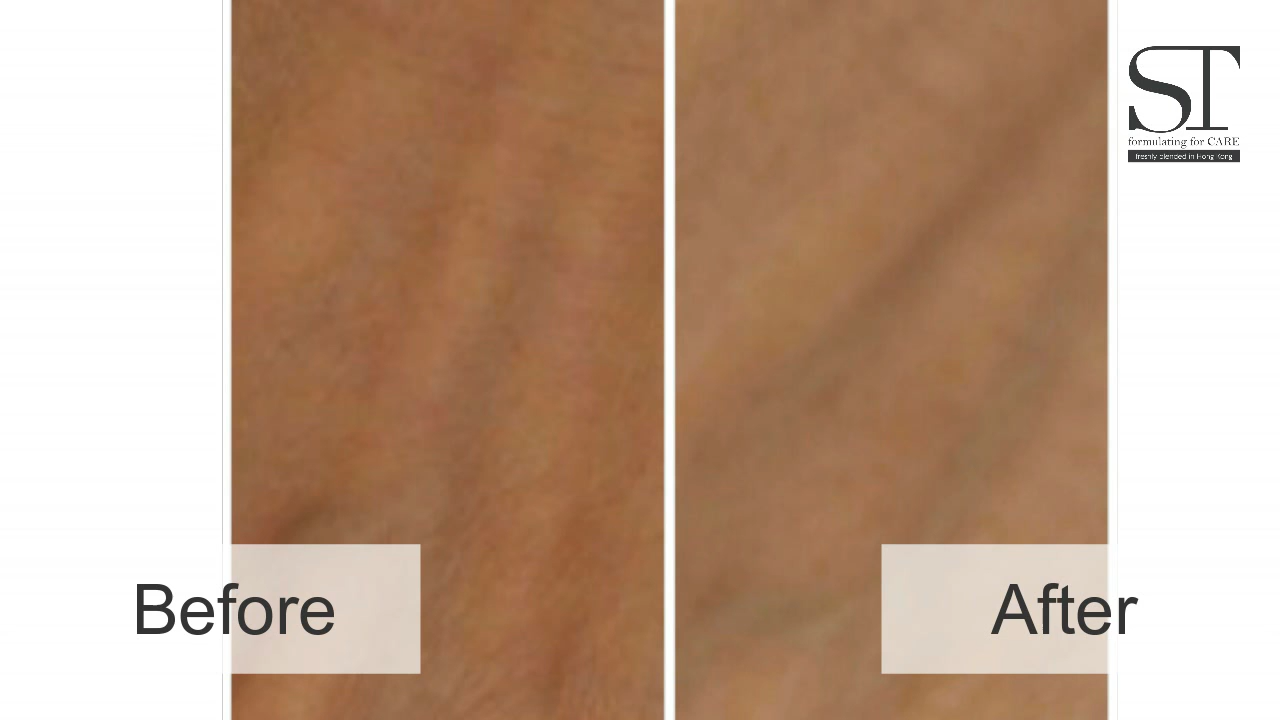 ST
formulating for CARE
freshly blended in Hong Kong
Before
After